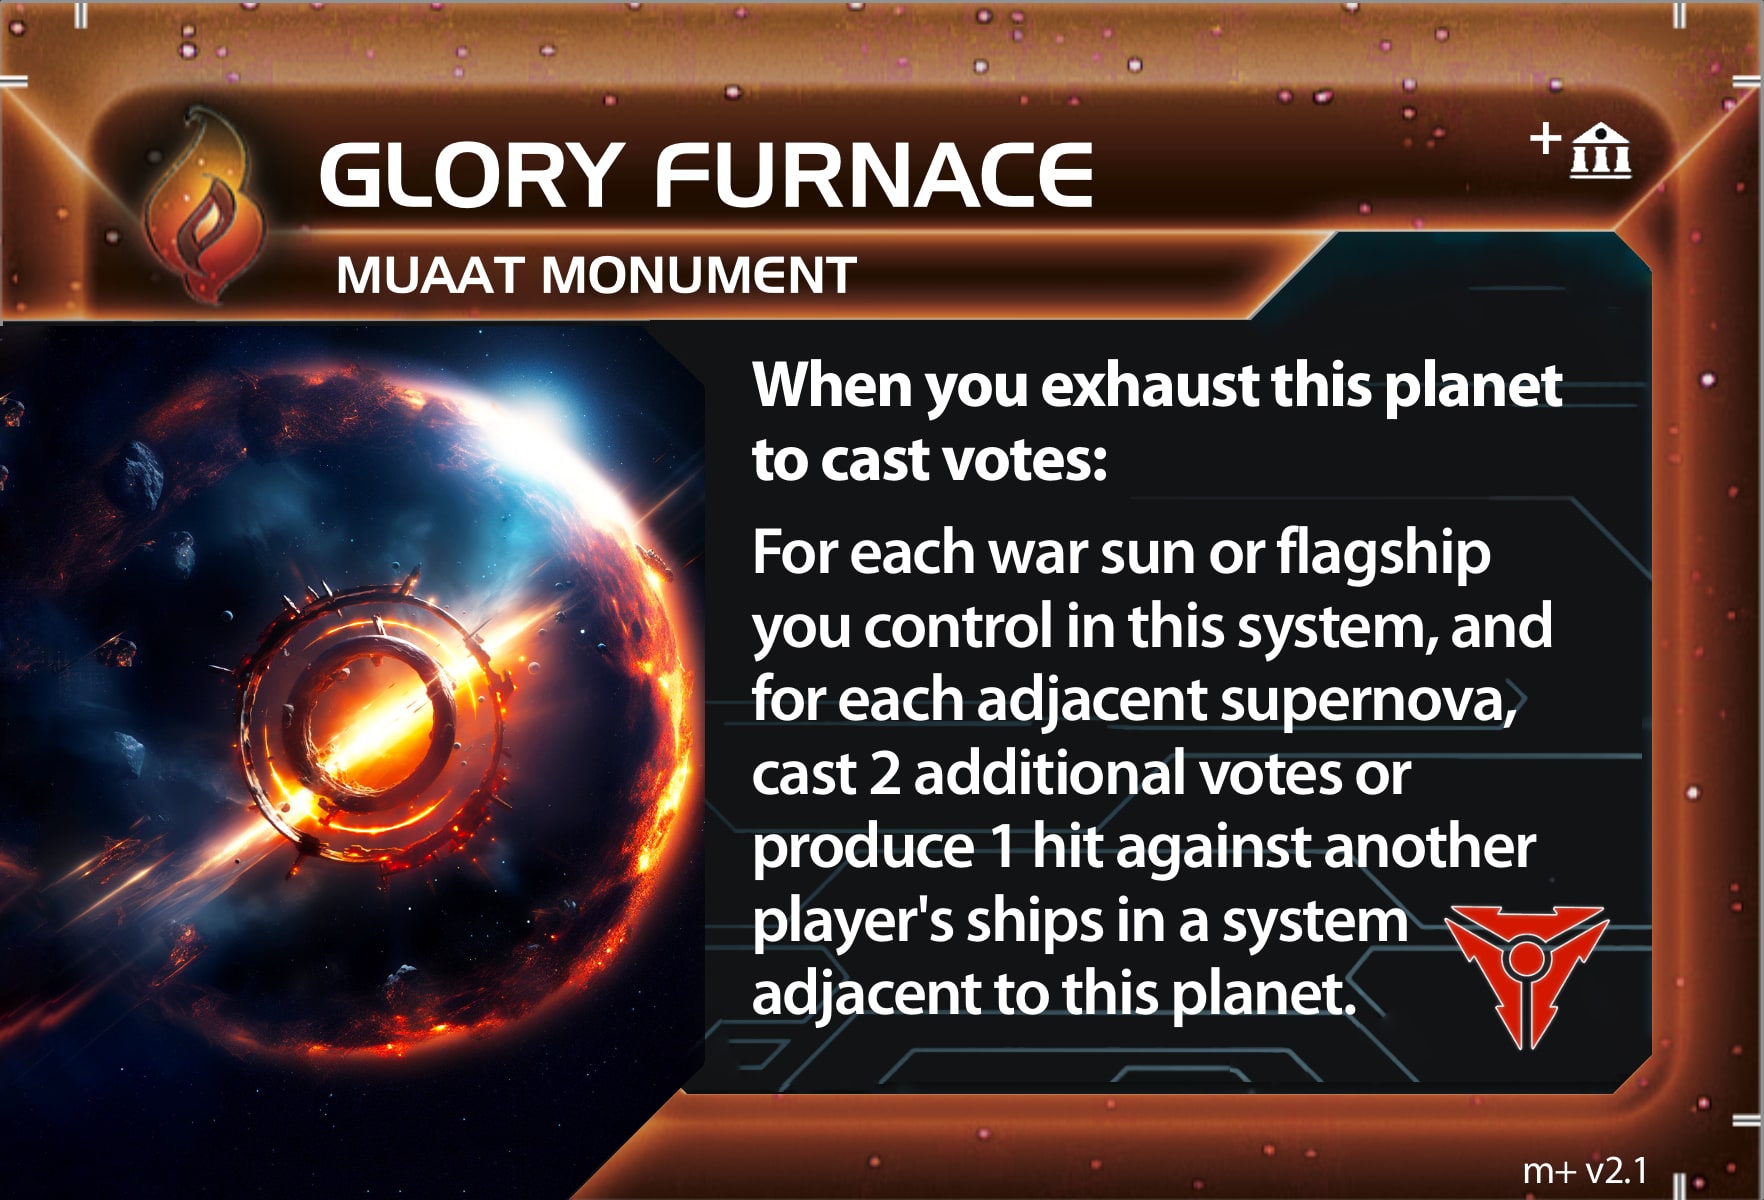 GLORY FURNACE
+
MUAAT MONUMENT
When you exhaust this planet
to cast votes:
For each war sun or flagship
you control in this system, and
for each adjacent supernova,
cast 2 additional votes or
produce 1 hit against another
player's ships in a system
adjacent to this planet.
m+ v2.1